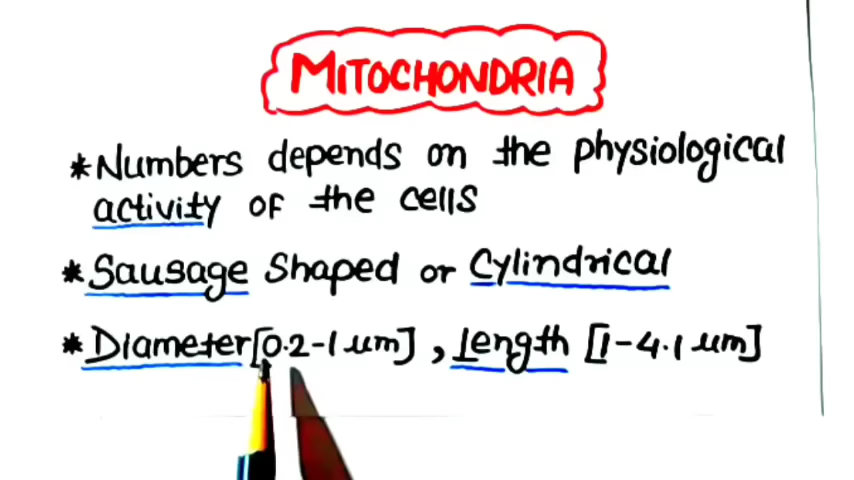 MITOCHONDRIA
*Numbers depends on the physiological
activity of the cells
*Sausage Shaped or Cylindrical
*Diameter[0.2-1 um], Length [1-4.1 um]